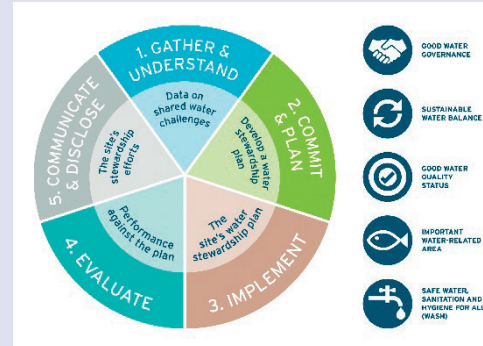 1. GATHER &
UNDERSTAND
Data on
shared water
challenges
2. COMMIT
& PLAN
Develop a water
stewardship
plan
3. IMPLEMENT
The
site's water
stewardship plan
4. EVALUATE
Performance
against the plan
5. COMMUNICATE
& DISCLOSE
The site's
stewardship
efforts
GOOD WATER
GOVERNANCE
SUSTAINABLE
WATER BALANCE
GOOD WATER
QUALITY
STATUS
IMPORTANT
WATER-RELATED
AREA
SAFE WATER,
SANITATION AND
HYGIENE FOR ALL
(WASH)